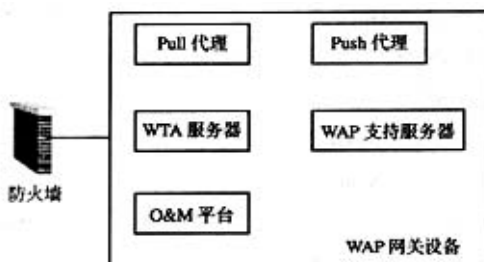 Pull 代理
Push 代理
WTA 服务器
WAP 支持服务器
防火墙
O&M 平台
WAP 网关设备